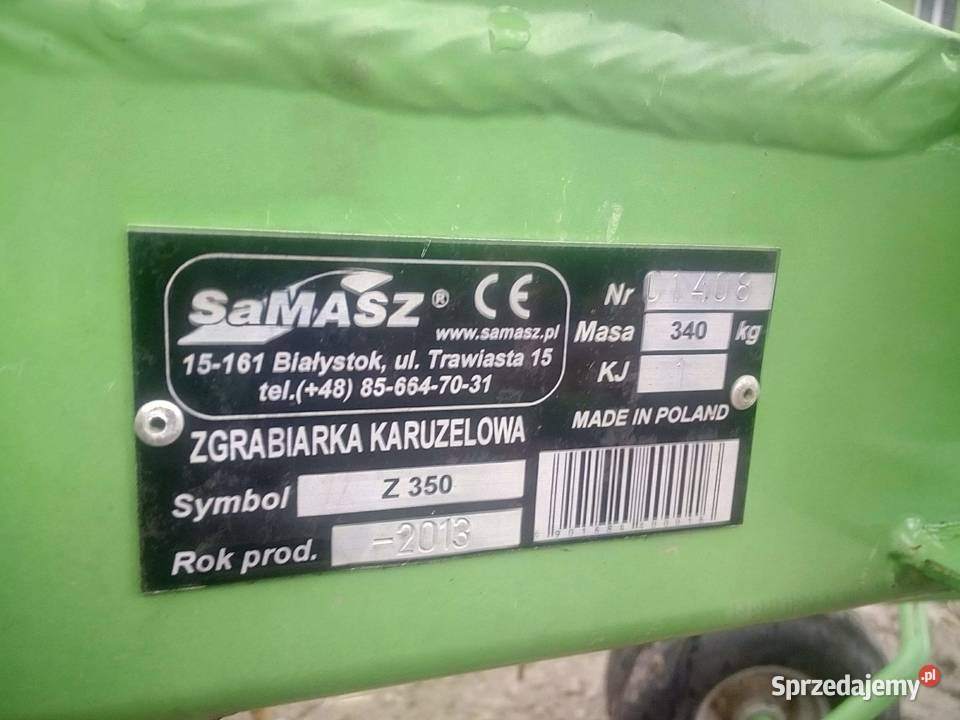 SaMASZ® CE
www.samasz.pl
15-161 Białystok, ul. Trawiasta 15
tel.(+48) 85-664-70-31
Nr 01408
Masa 340 kg
KJ 1
MADE IN POLAND
ZGRABIARKA KARUZELOWA
Symbol Z 350
Rok prod. -2013
Sprzedajemy.pl